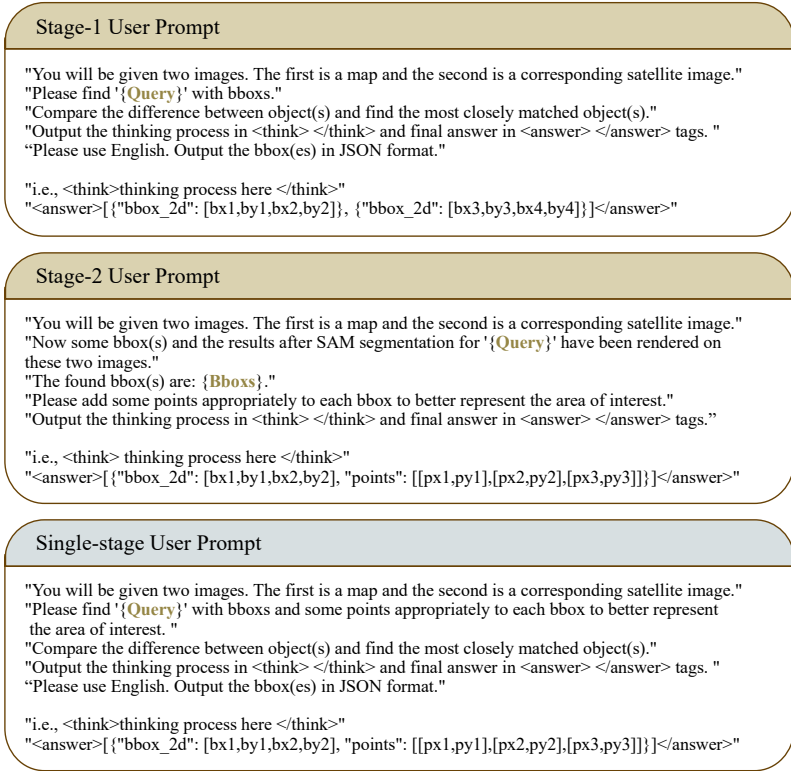 Stage-1 User Prompt
"You will be given two images. The first is a map and the second is a corresponding satellite image."
"Please find '{Query}' with bboxs."
"Compare the difference between object(s) and find the most closely matched object(s)."
"Output the thinking process in <think> </think> and final answer in <answer> </answer> tags. "
“Please use English. Output the bbox(es) in JSON format."
"i.e., <think>thinking process here </think>"
"<answer>[{"bbox_2d": [bx1,by1,bx2,by2]}, {"bbox_2d": [bx3,by3,bx4,by4]}]</answer>"
Stage-2 User Prompt
"You will be given two images. The first is a map and the second is a corresponding satellite image."
"Now some bbox(s) and the results after SAM segmentation for '{Query}' have been rendered on
these two images."
"The found bbox(s) are: {Bboxs}."
"Please add some points appropriately to each bbox to better represent the area of interest."
"Output the thinking process in <think> </think> and final answer in <answer> </answer> tags.”
"i.e., <think> thinking process here </think>"
"<answer>[{"bbox_2d": [bx1,by1,bx2,by2], "points": [[px1,py1],[px2,py2],[px3,py3]]}]</answer>"
Single-stage User Prompt
"You will be given two images. The first is a map and the second is a corresponding satellite image."
"Please find '{Query}' with bboxs and some points appropriately to each bbox to better represent
the area of interest. "
"Compare the difference between object(s) and find the most closely matched object(s)."
"Output the thinking process in <think> </think> and final answer in <answer> </answer> tags. "
“Please use English. Output the bbox(es) in JSON format."
"i.e., <think>thinking process here </think>"
"<answer>[{"bbox_2d": [bx1,by1,bx2,by2], "points": [[px1,py1],[px2,py2],[px3,py3]]}]</answer>"